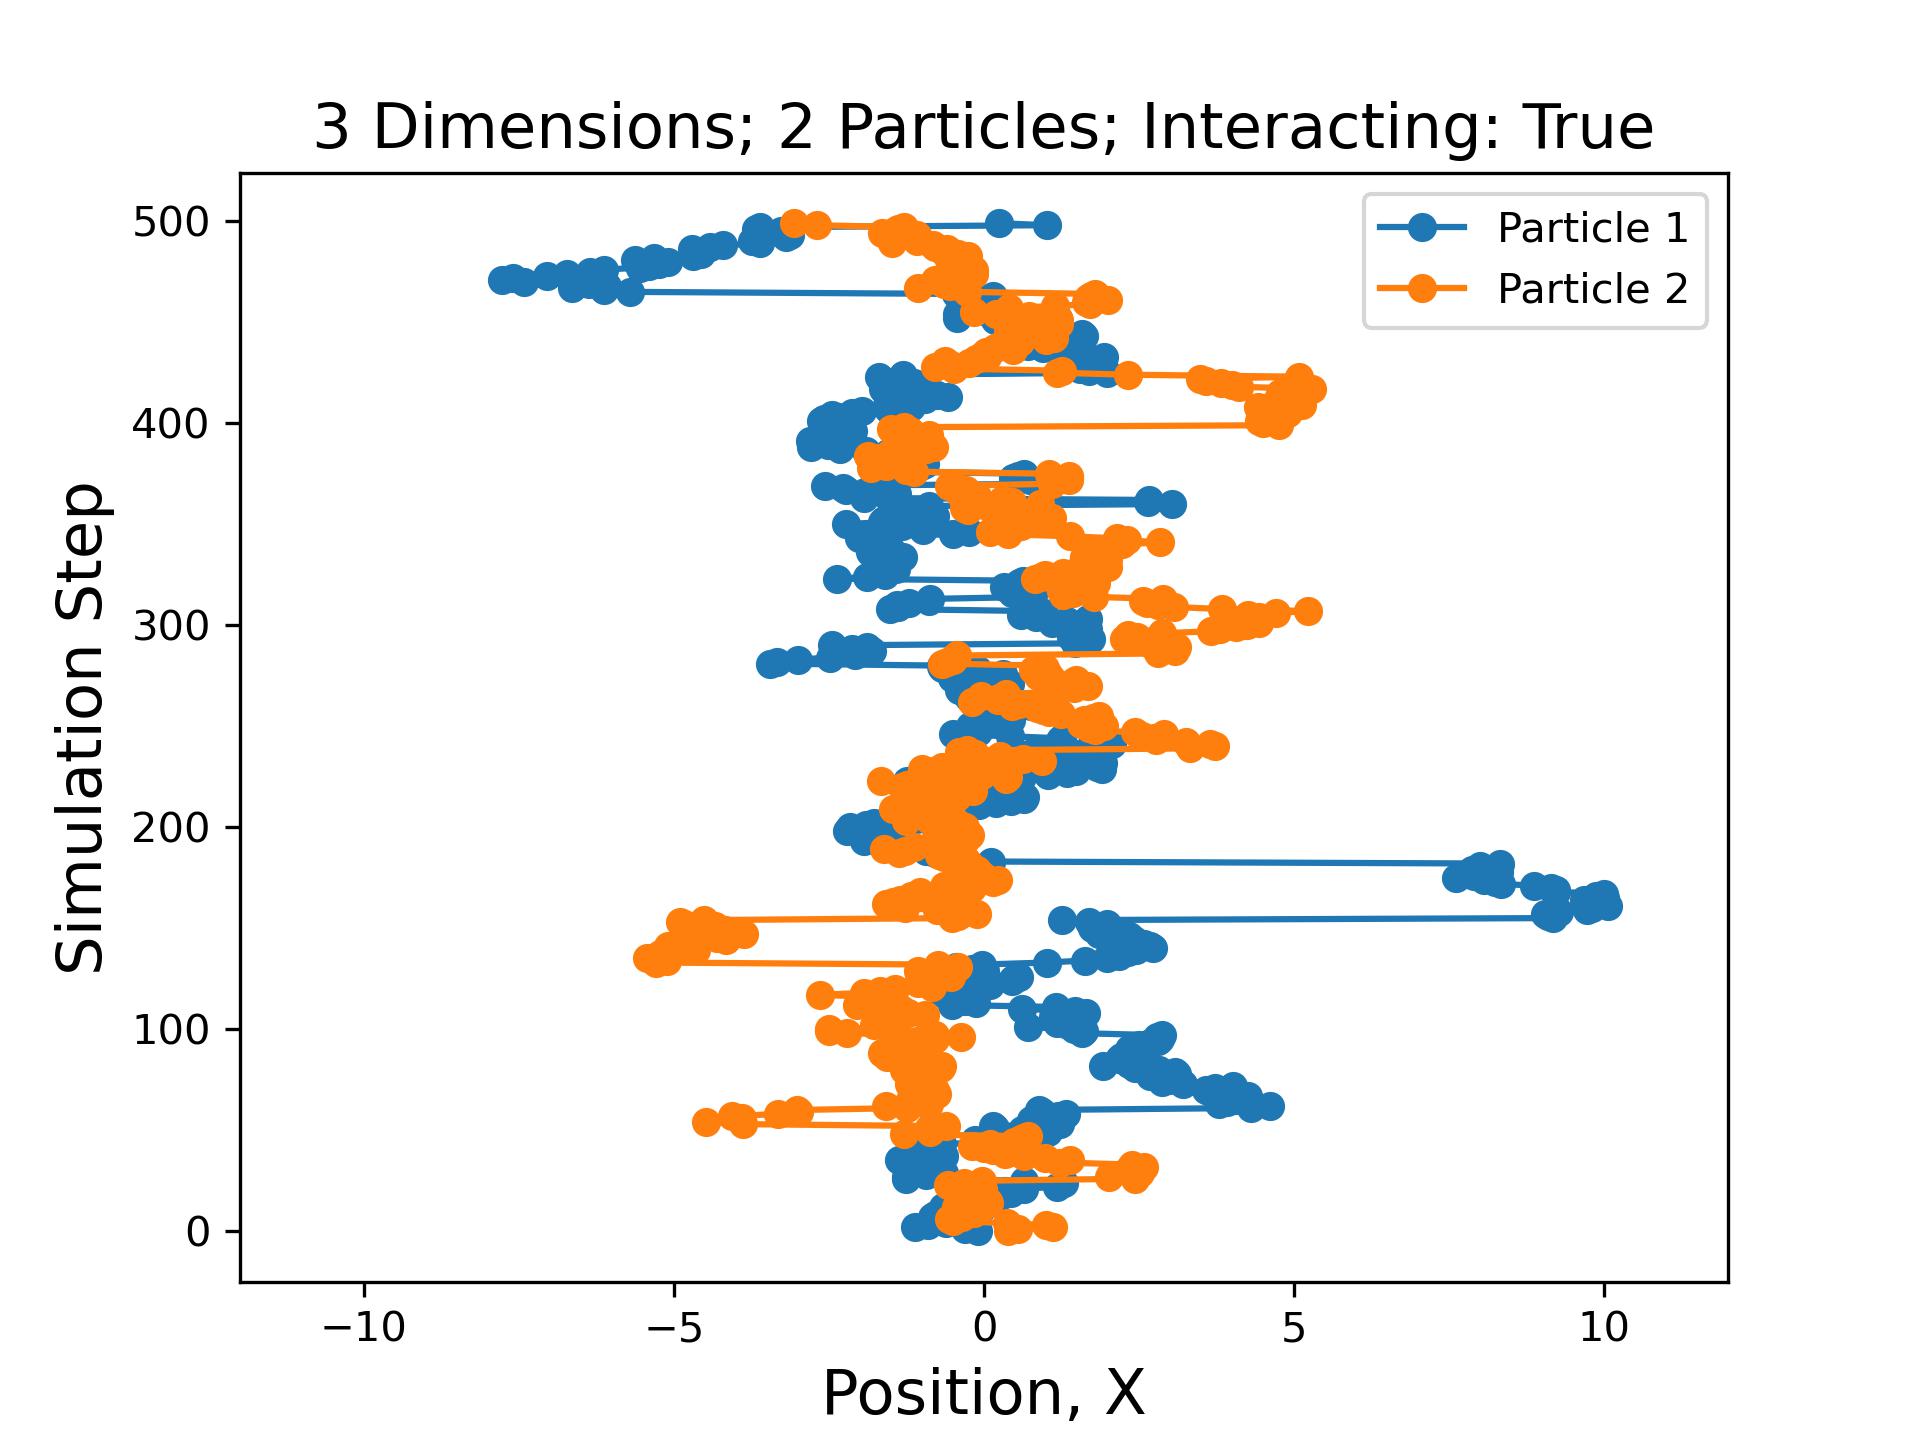 3 Dimensions; 2 Particles; Interacting: True
Particle 1
Particle 2
Simulation Step
500
400
300
200
100
0
−10
−5
0
5
10
Position, X